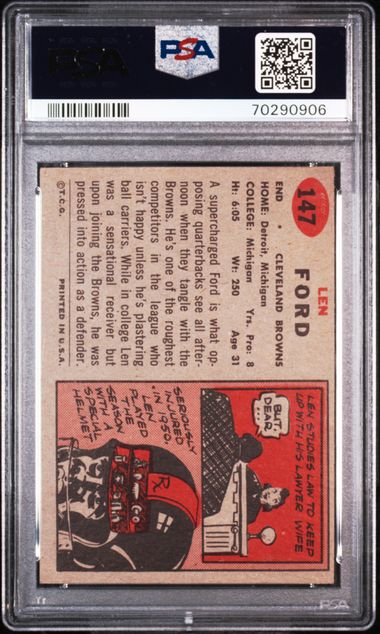 PSA
PSA
70290906
147
LEN
FORD
END • CLEVELAND BROWNS
HOME: Detroit, Michigan
COLLEGE: Michigan Yrs. Pro: 8
Ht: 6-05 Wt: 250 Age 31
A supercharged Ford is what op-
posing quarterbacks see all after-
noon when they tangle with the
Browns. He's one of the roughest
competitors in the league who
isn't happy unless he's plastering
ball carriers. While in college Len
was a sensational receiver but
upon joining the Browns, he was
pressed into action as a defender.
©T.C.G. PRINTED IN U.S.A.
LEN STUDIES LAW TO KEEP
UP WITH HIS LAWYER WIFE.
BUT
DEAR...
SERIOUSLY
INJURED
IN 1950,
LEN
PLAYED
THE
SEASON
WITH A
SPECIAL
HELMET
PSA